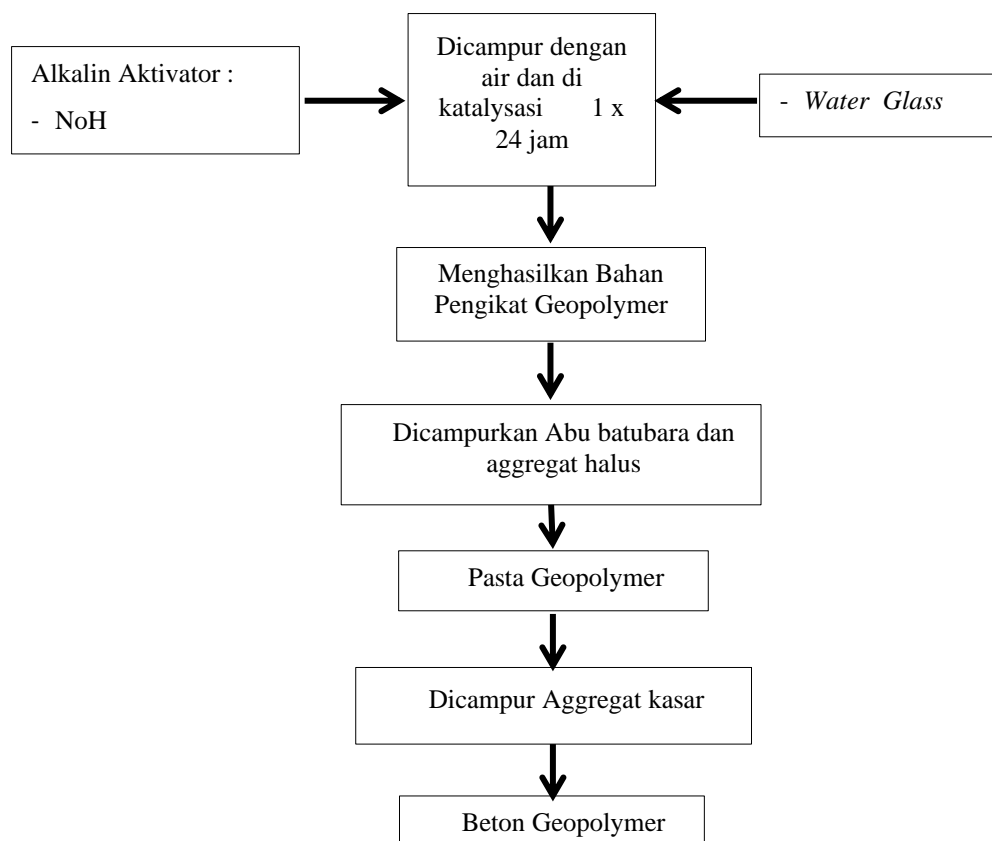 Alkalin Aktivator :
- NoH
Dicampur dengan
air dan di
katalysasi 1 x
24 jam
- Water Glass
Menghasilkan Bahan
Pengikat Geopolymer
Dicampurkan Abu batubara dan
aggregat halus
Pasta Geopolymer
Dicampur Aggregat kasar
Beton Geopolymer